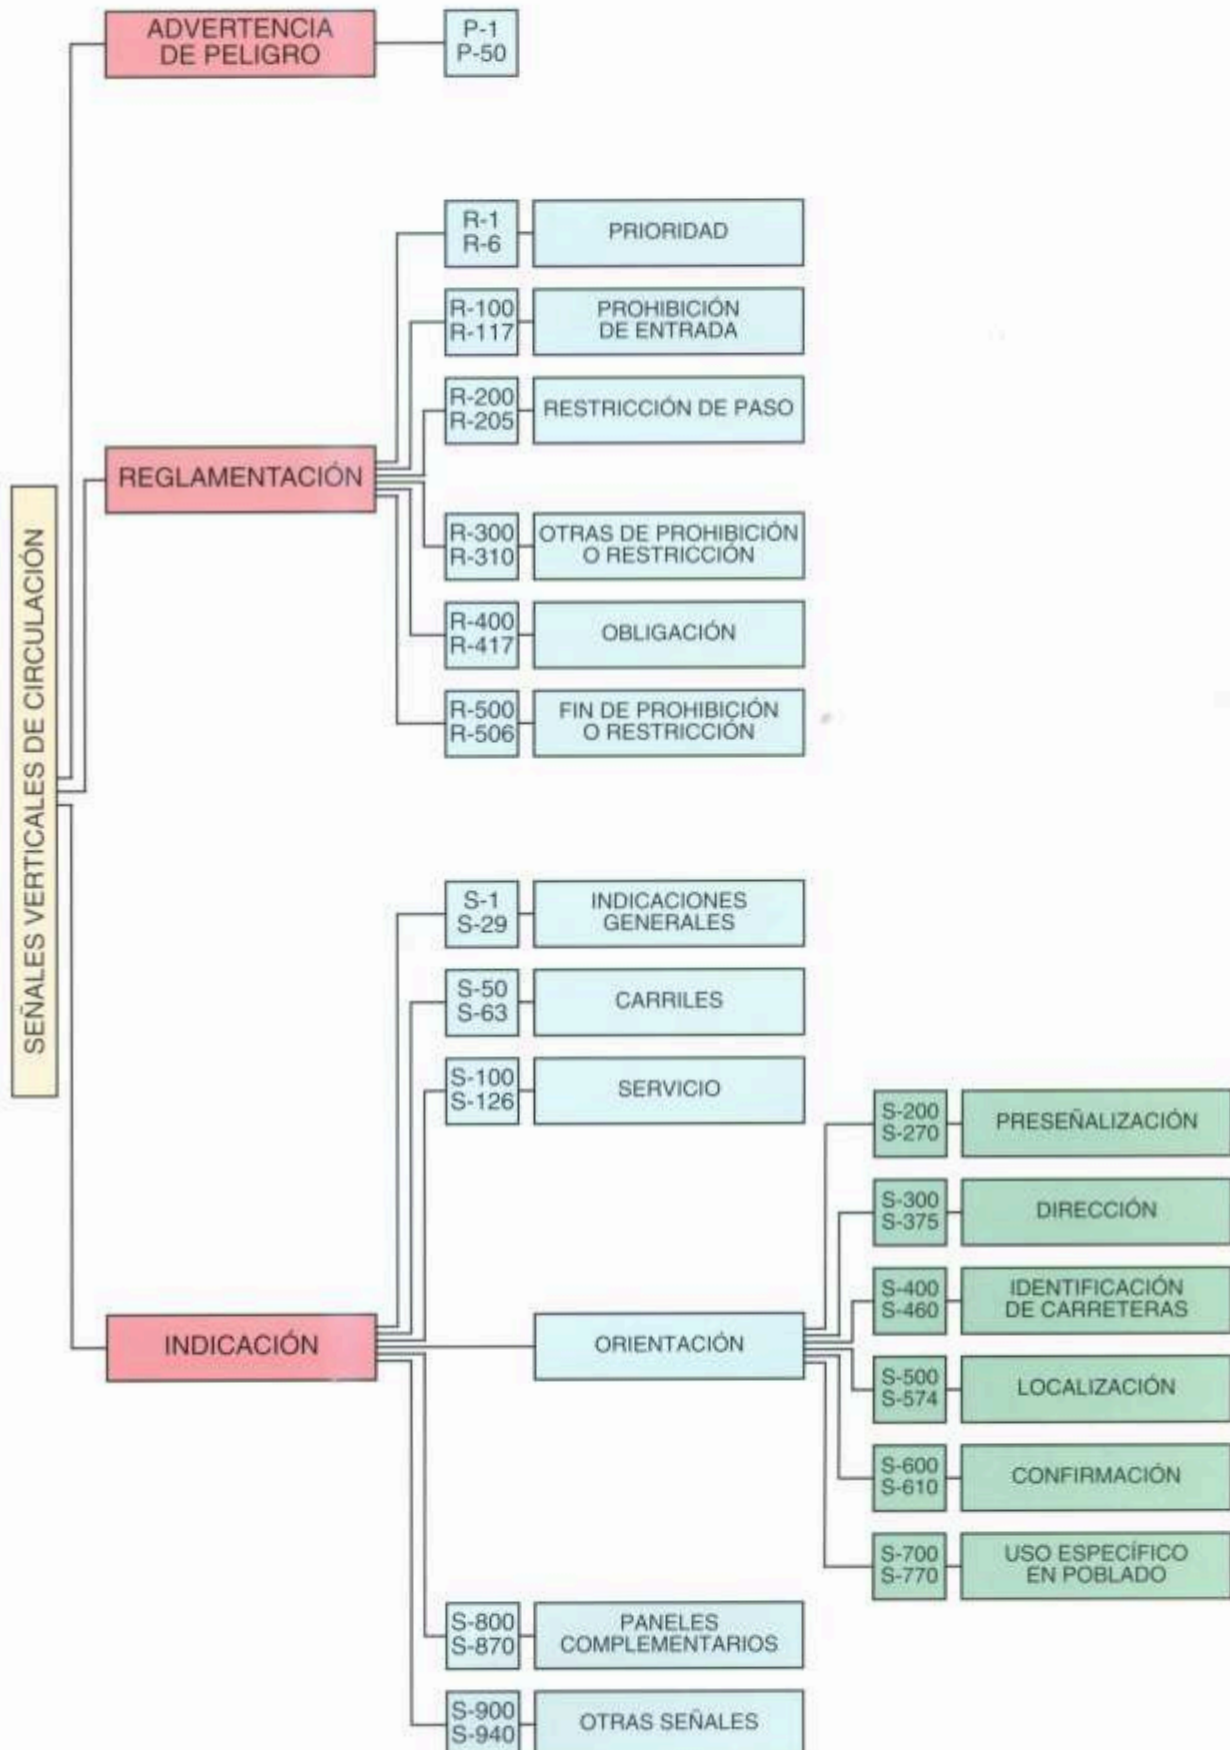 ADVERTENCIA
DE PELIGRO
P-1
P-50
R-1
R-6
PRIORIDAD
R-100
R-117
PROHIBICIÓN
DE ENTRADA
R-200
R-205
RESTRICCIÓN DE PASO
REGLAMENTACIÓN
R-300
R-310
OTRAS DE PROHIBICIÓN
O RESTRICCIÓN
R-400
R-417
OBLIGACIÓN
R-500
R-506
FIN DE PROHIBICIÓN
O RESTRICCIÓN
SEÑALES VERTICALES DE CIRCULACIÓN
S-1
S-29
INDICACIONES
GENERALES
S-50
S-63
CARRILES
S-100
S-126
SERVICIO
INDICACIÓN
ORIENTACIÓN
S-200
S-270
PRESEÑALIZACIÓN
S-300
S-375
DIRECCIÓN
S-400
S-460
IDENTIFICACIÓN
DE CARRETERAS
S-500
S-574
LOCALIZACIÓN
S-600
S-610
CONFIRMACIÓN
S-700
S-770
USO ESPECÍFICO
EN POBLADO
S-800
S-870
PANELES
COMPLEMENTARIOS
S-900
S-940
OTRAS SEÑALES